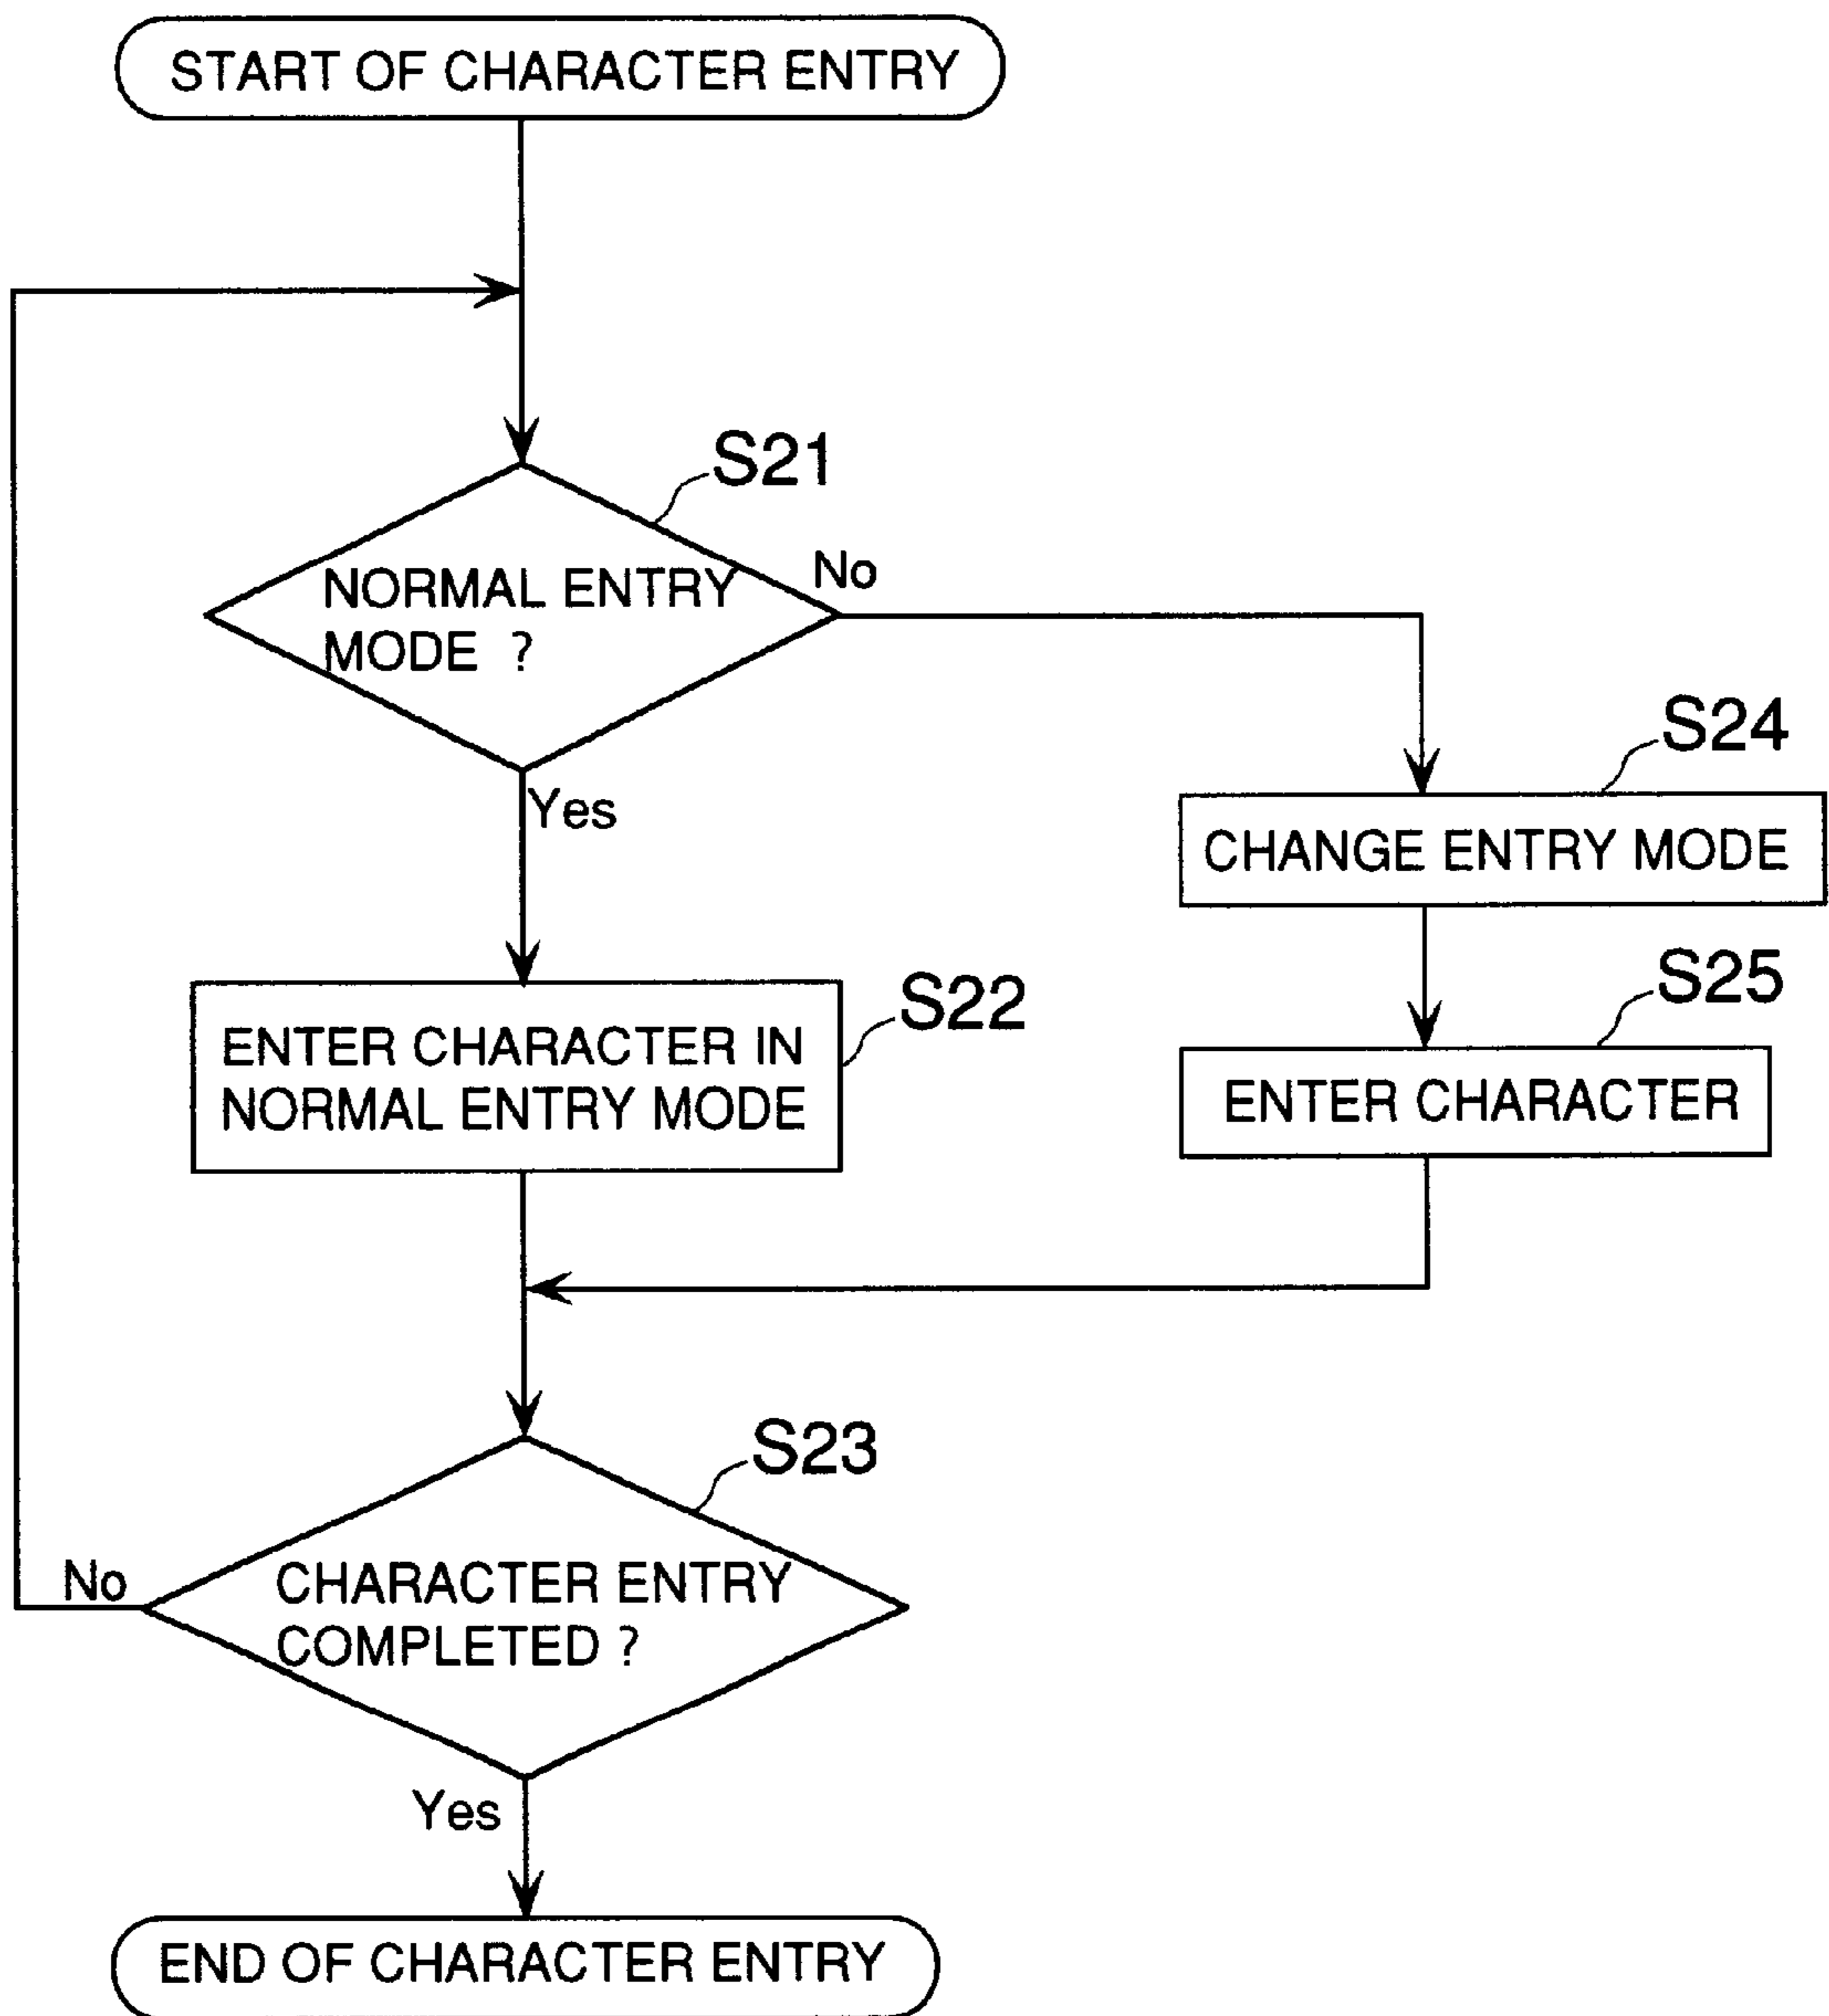 START OF CHARACTER ENTRY
S21
NORMAL ENTRY
MODE ?
No
Yes
S24
CHANGE ENTRY MODE
S22
ENTER CHARACTER IN
NORMAL ENTRY MODE
S25
ENTER CHARACTER
S23
CHARACTER ENTRY
COMPLETED ?
No
Yes
END OF CHARACTER ENTRY